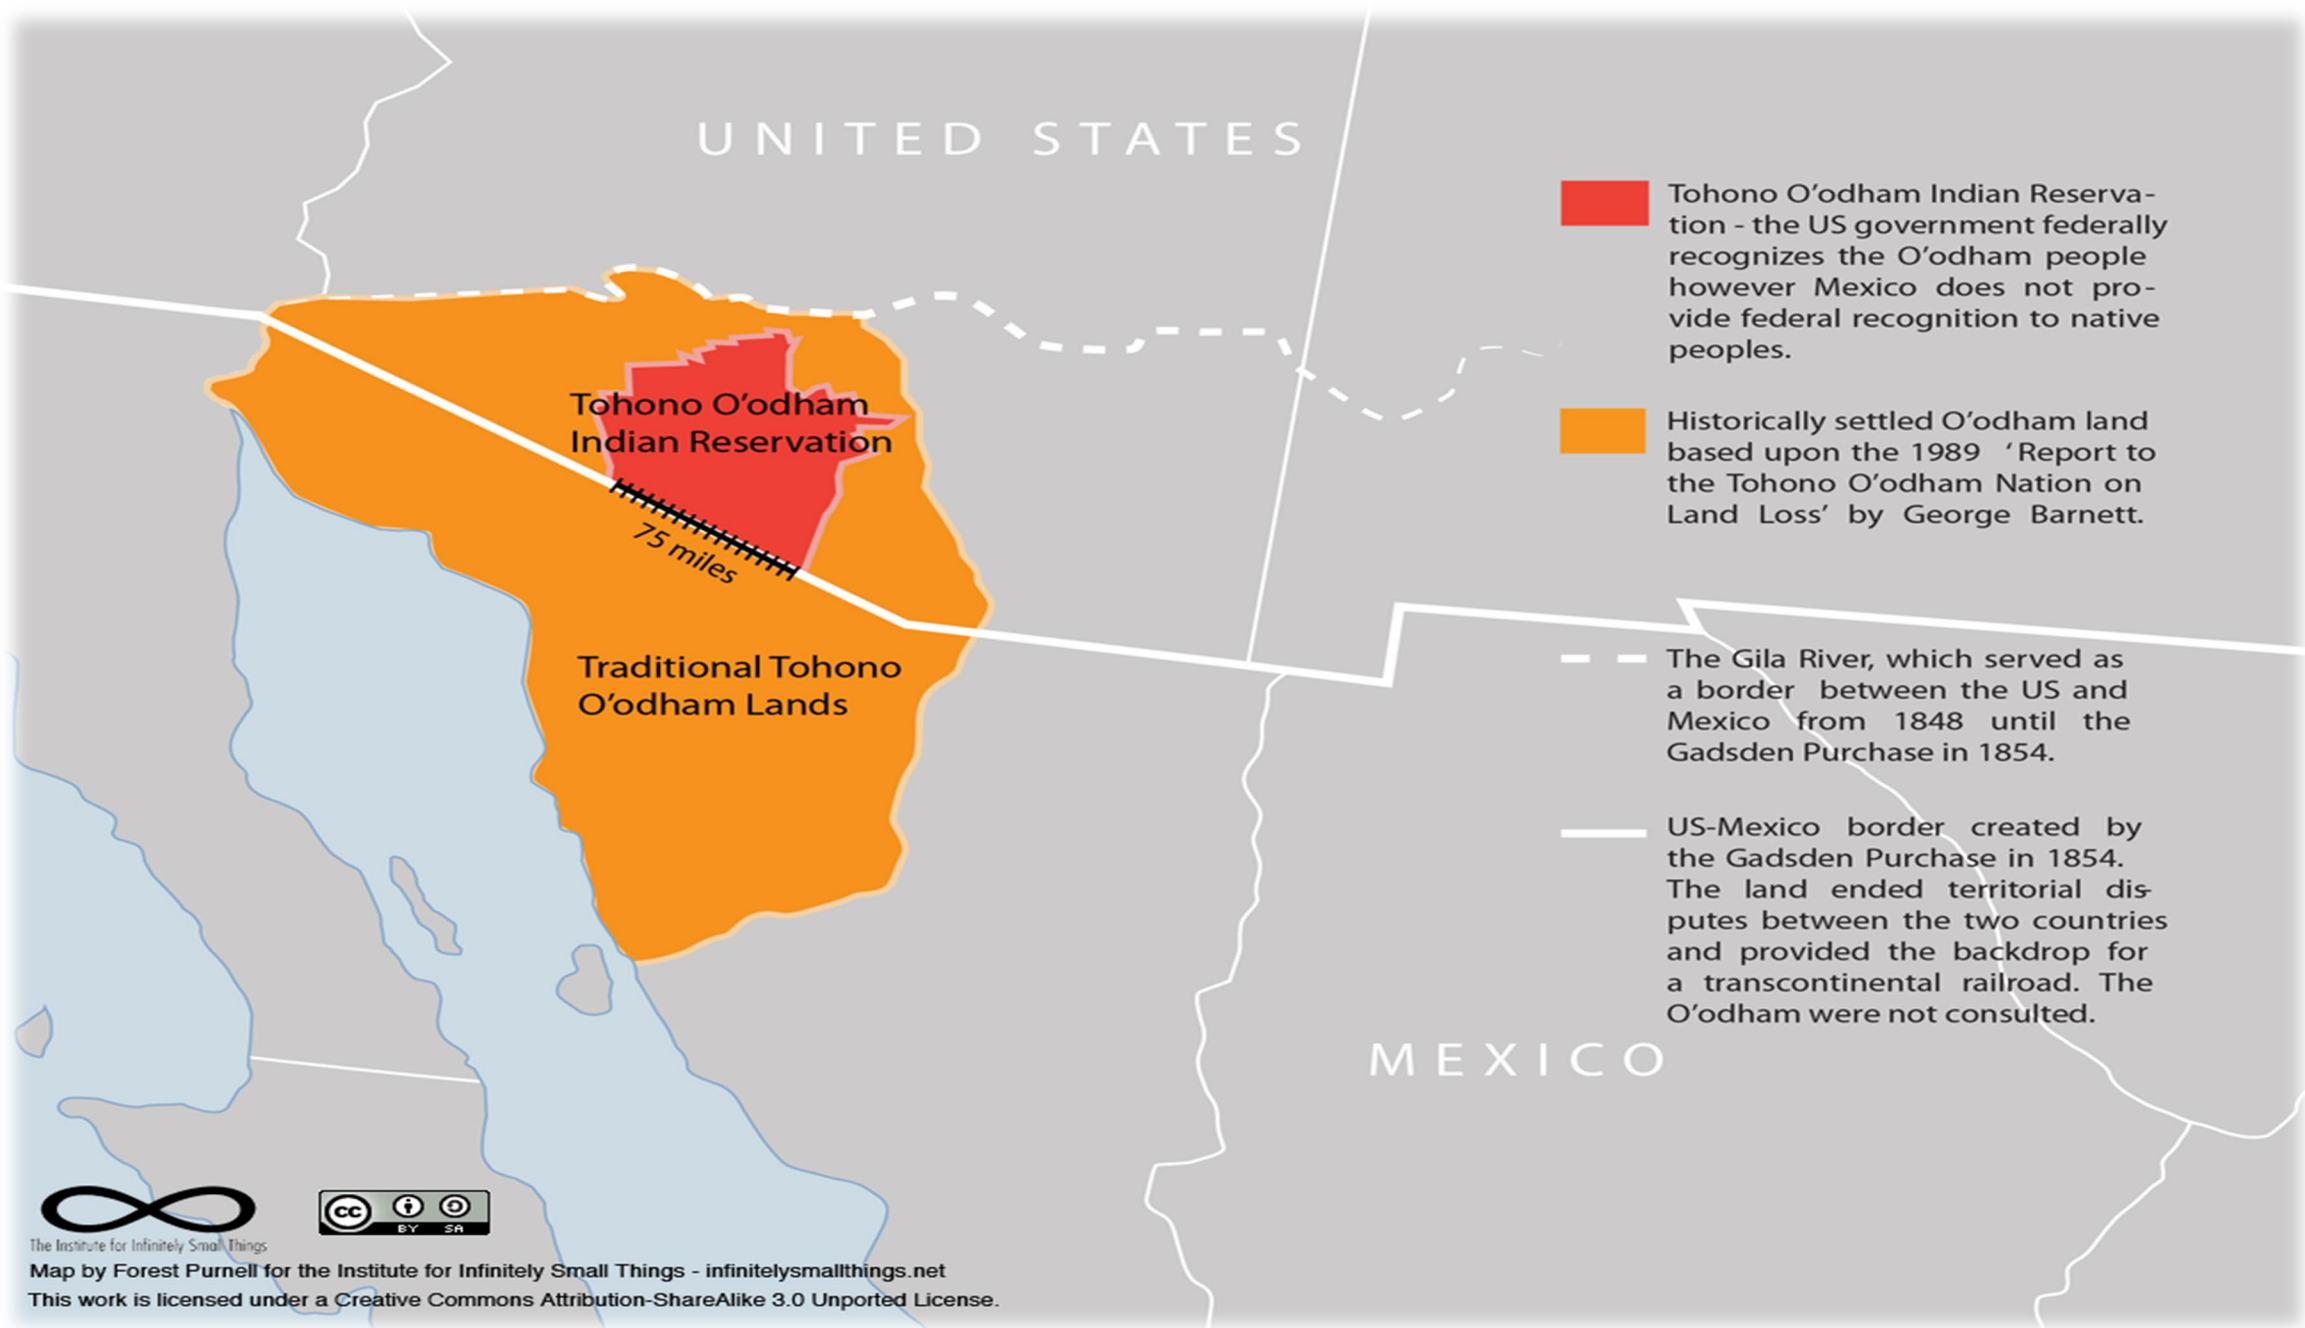 UNITED STATES
Tohono O'odham Indian Reserva-
tion - the US government federally
recognizes the O'odham people
however Mexico does not pro-
vide federal recognition to native
peoples.
Historically settled O'odham land
based upon the 1989 'Report to
the Tohono O'odham Nation on
Land Loss' by George Barnett.
Tohono O'odham
Indian Reservation
75 miles
Traditional Tohono
O'odham Lands
The Gila River, which served as
a border between the US and
Mexico from 1848 until the
Gadsden Purchase in 1854.
US-Mexico border created by
the Gadsden Purchase in 1854.
The land ended territorial dis-
putes between the two countries
and provided the backdrop for
a transcontinental railroad. The
O'odham were not consulted.
MEXICO
cc
BY SA
The Institute for Infinitely Small Things
Map by Forest Purnell for the Institute for Infinitely Small Things - infinitelysmallthings.net
This work is licensed under a Creative Commons Attribution-ShareAlike 3.0 Unported License.